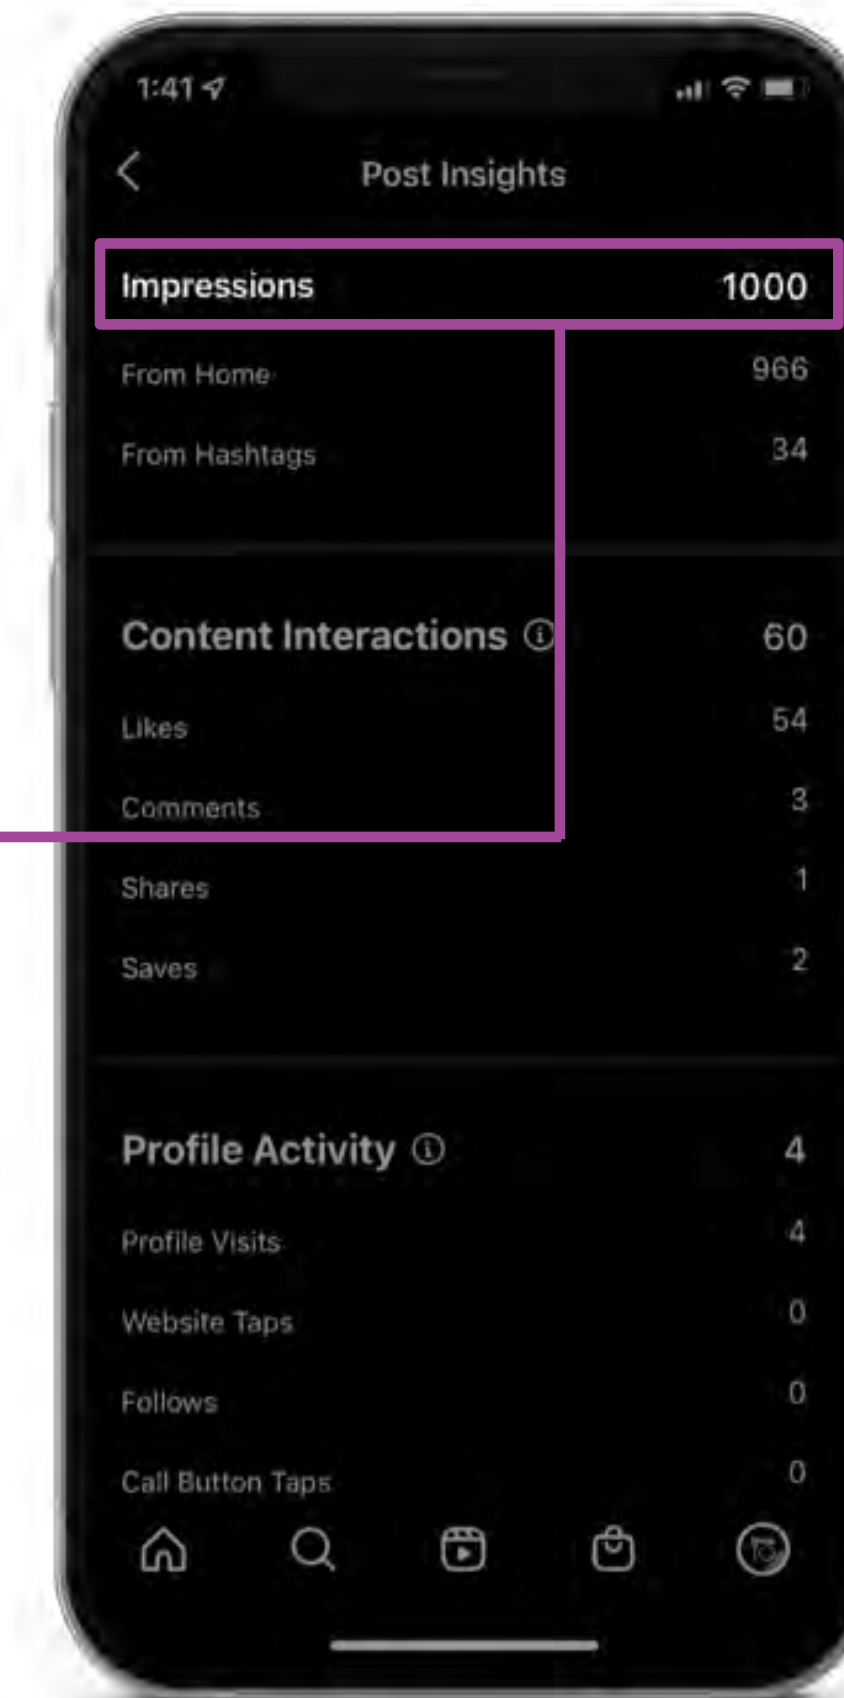 1:41
Post Insights
Impressions 1000
From Home 966
From Hashtags 34
Content Interactions 60
Likes 54
Comments 3
Shares 1
Saves 2
Profile Activity 4
Profile Visits 4
Website Taps 0
Follows 0
Call Button Taps 0